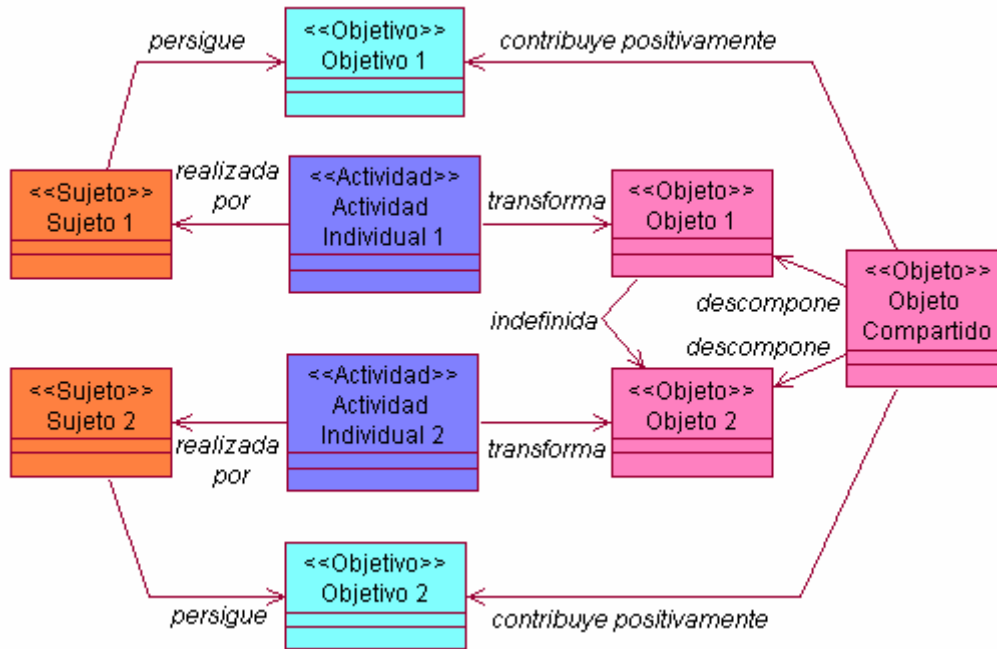 <<Objetivo>>
Objetivo 1
persigue
contribuye positivamente
<<Sujeto>>
Sujeto 1
realizada
por
<<Actividad>>
Actividad
Individual 1
transforma
<<Objeto>>
Objeto 1
<<Objeto>>
Objeto
Compartido
descompone
indefinida
descompone
<<Sujeto>>
Sujeto 2
realizada
por
<<Actividad>>
Actividad
Individual 2
transforma
<<Objeto>>
Objeto 2
<<Objetivo>>
Objetivo 2
persigue
contribuye positivamente